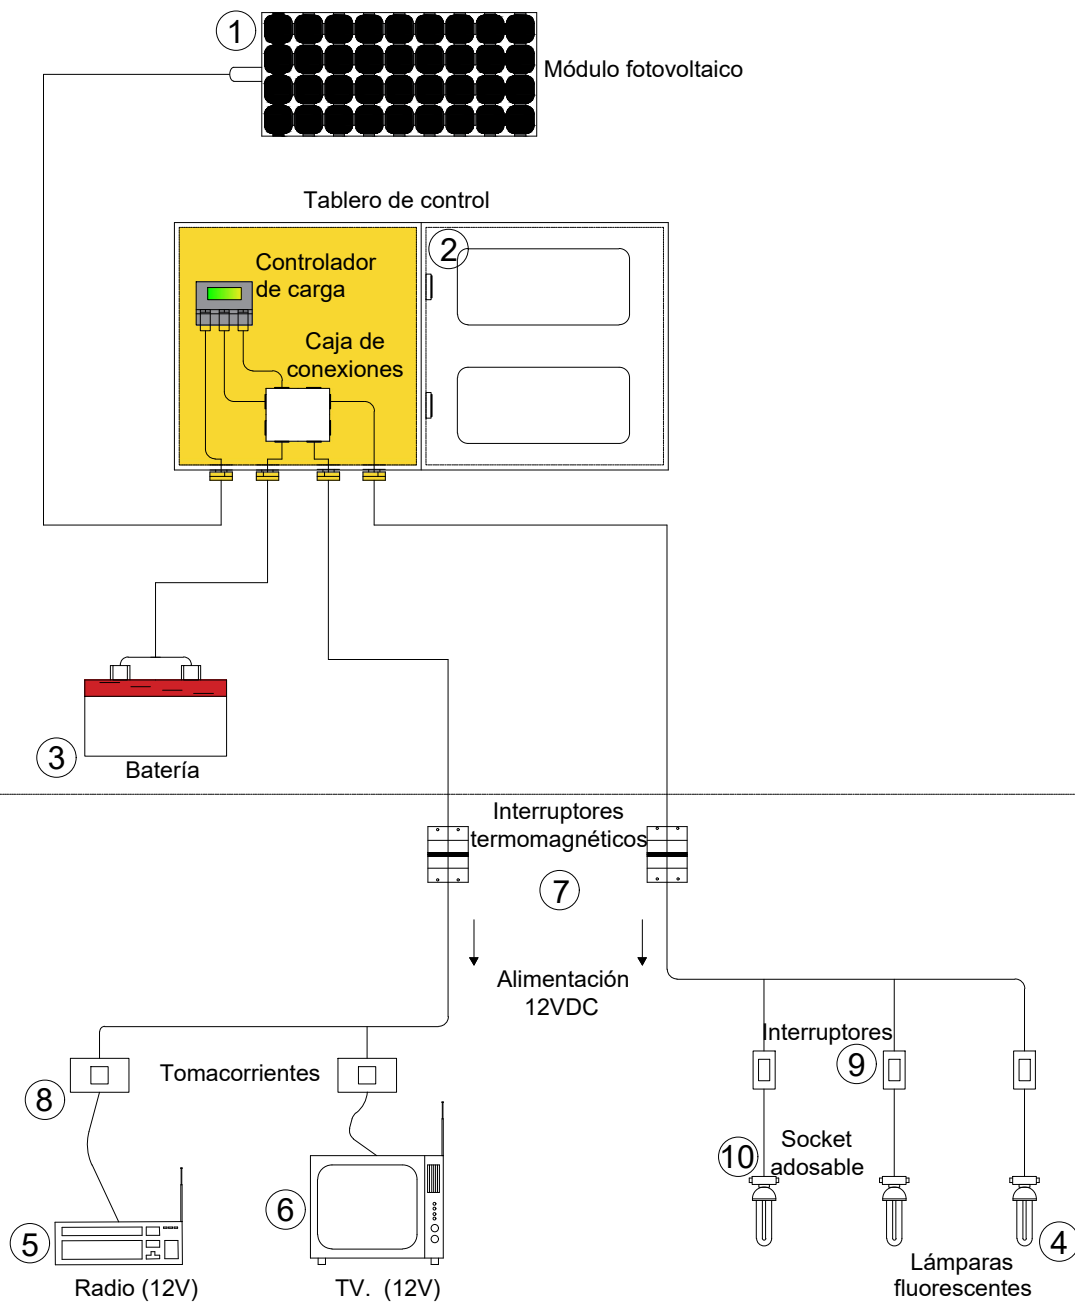 1
Módulo fotovoltaico
Tablero de control
2
Controlador
de carga
Caja de
conexiones
3
Batería
Interruptores
termomagnéticos
7
Alimentación
12VDC
Interruptores
9
Tomacorrientes
8
Socket
adosable
10
6
5
4
Radio (12V)
TV. (12V)
Lámparas
fluorescentes